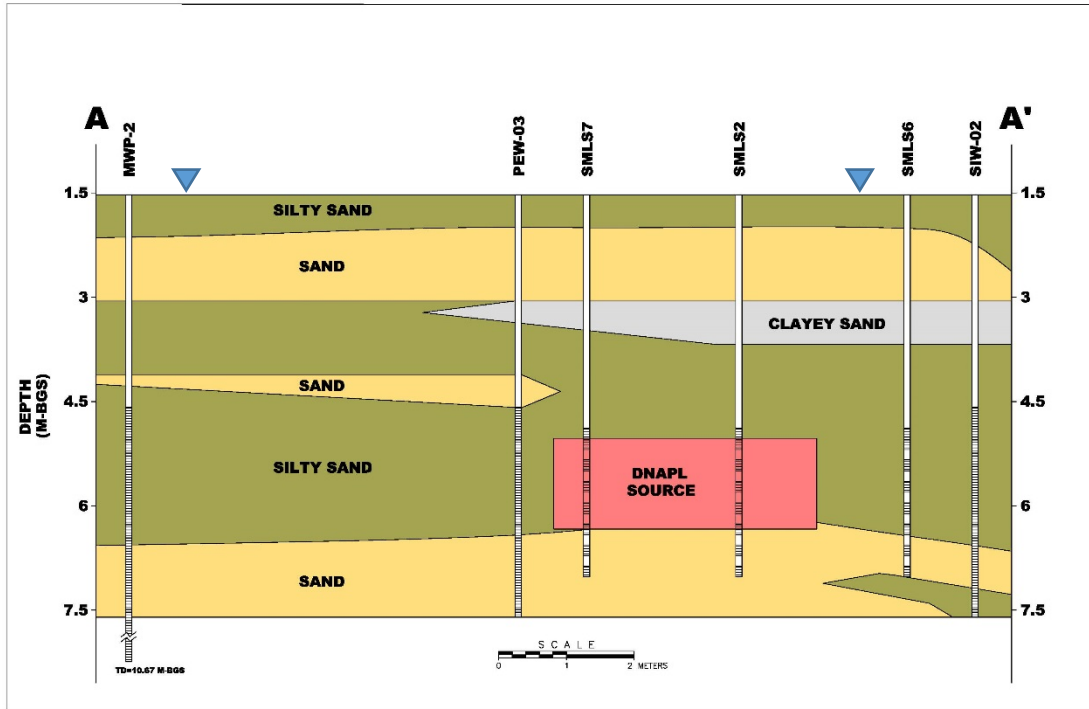 A
A'
MWP-2
PEW-03
SMLS7
SMLS2
SMLS6
SIW-02
1.5
1.5
SILTY SAND
SAND
3
3
CLAYEY SAND
SAND
4.5
4.5
DEPTH
(M-BGS)
SILTY SAND
DNAPL
SOURCE
6
6
SAND
7.5
7.5
TD=10.67 M-BGS
SCALE
0 1 2 METERS